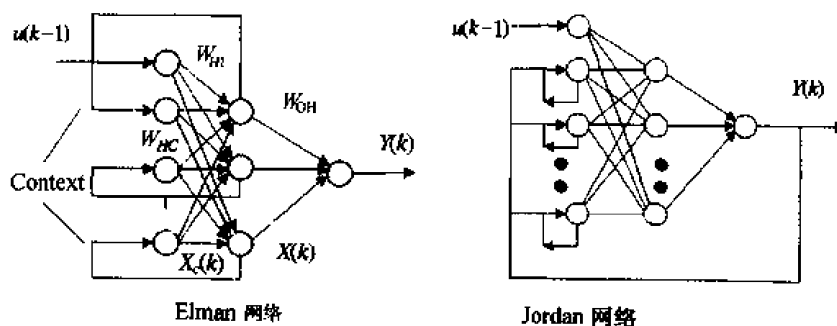 u(k-1)
W_HI
W_OH
W_HC
Y(k)
Context
X_c(k)
X(k)
Elman 网络
u(k-1)
Y(k)
Jordan 网络